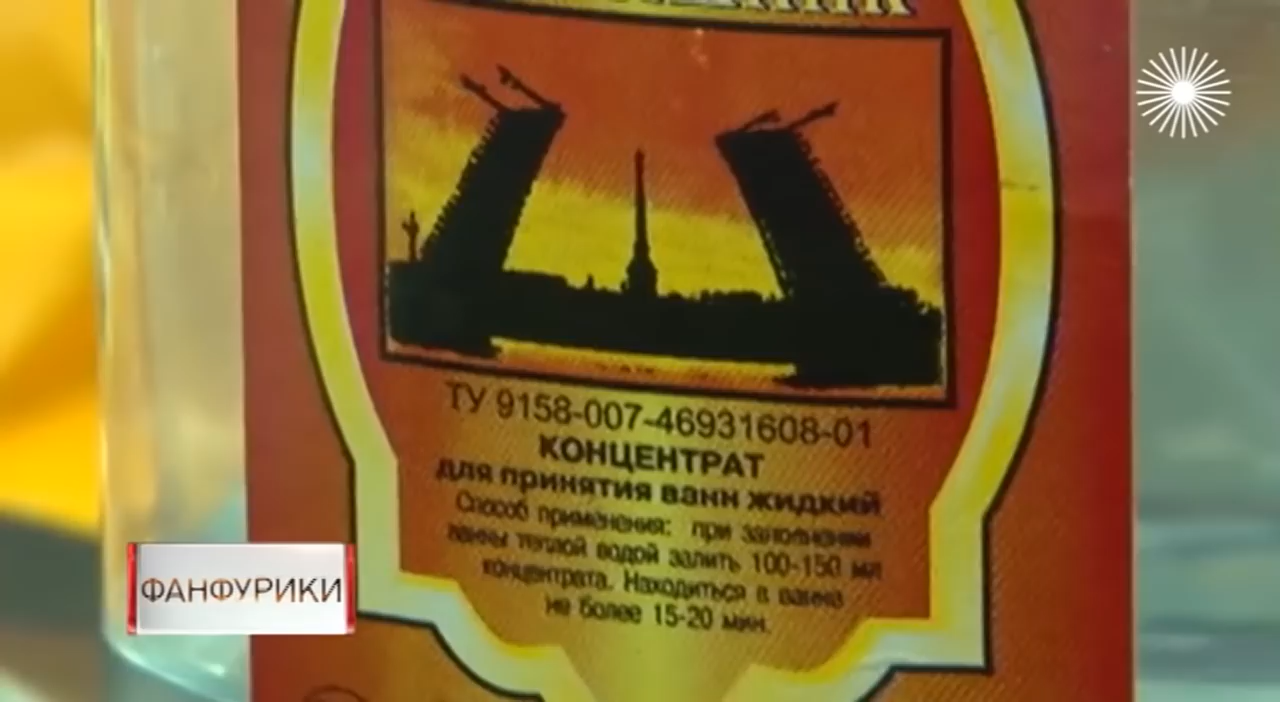 ТУ 9158-007-46931608-01
КОНЦЕНТРАТ
для принятия ванн жидкий
Способ применения: при заполнении
ванны теплой водой залить 100-150 мл
концентрата. Находиться в ванне
не более 15-20 мин.
ФАНФУРИКИ